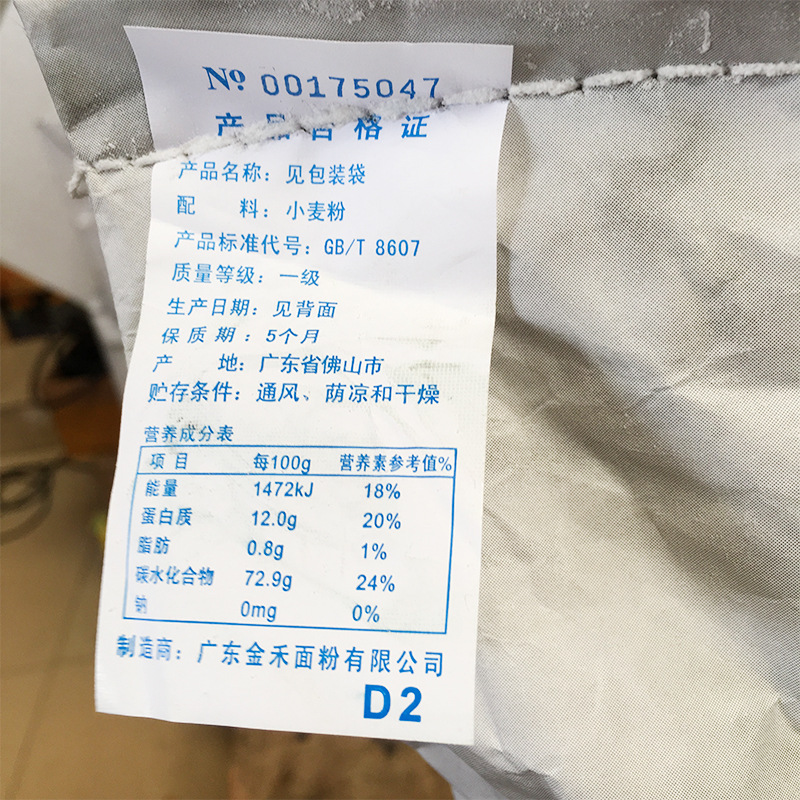 № 00175047
产品合格证
产品名称：见包装袋
配 料：小麦粉
产品标准代号：GB/T 8607
质量等级：一级
生产日期：见背面
保质期：5个月
产 地：广东省佛山市
贮存条件：通风、荫凉和干燥
营养成分表
项目 每100g 营养素参考值%
能量 1472kJ 18%
蛋白质 12.0g 20%
脂肪 0.8g 1%
碳水化合物 72.9g 24%
钠 0mg 0%
制造商：广东金禾面粉有限公司
D2